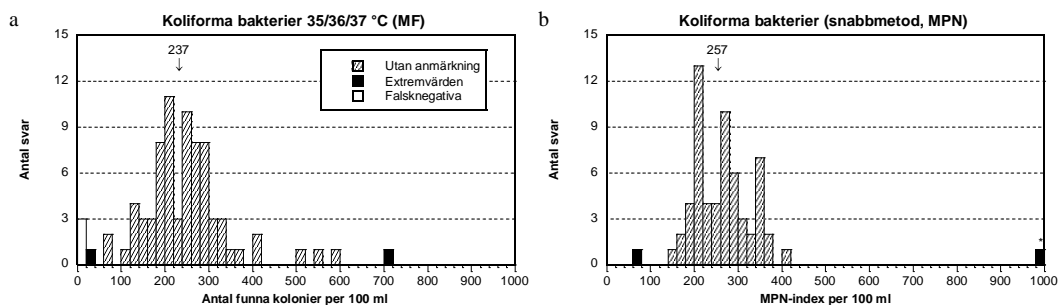 a
Koliforma bakterier 35/36/37 °C (MF)
15
12
9
6
3
0
Antal svar
237
↓
Utan anmärkning
Extremvärden
Falsknegativa
0 100 200 300 400 500 600 700 800 900 1000
Antal funna kolonier per 100 ml
b
Koliforma bakterier (snabbmetod, MPN)
15
12
9
6
3
0
Antal svar
257
↓
*
0 100 200 300 400 500 600 700 800 900 1000
MPN-index per 100 ml